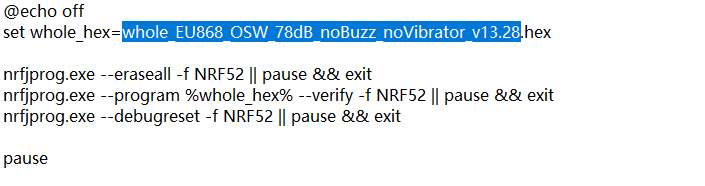 @echo off
set whole_hex=whole_EU868_OSW_78dB_noBuzz_noVibrator_v13.28.hex
nrfjprog.exe --eraseall -f NRF52 || pause && exit
nrfjprog.exe --program %whole_hex% --verify -f NRF52 || pause && exit
nrfjprog.exe --debugreset -f NRF52 || pause && exit
pause